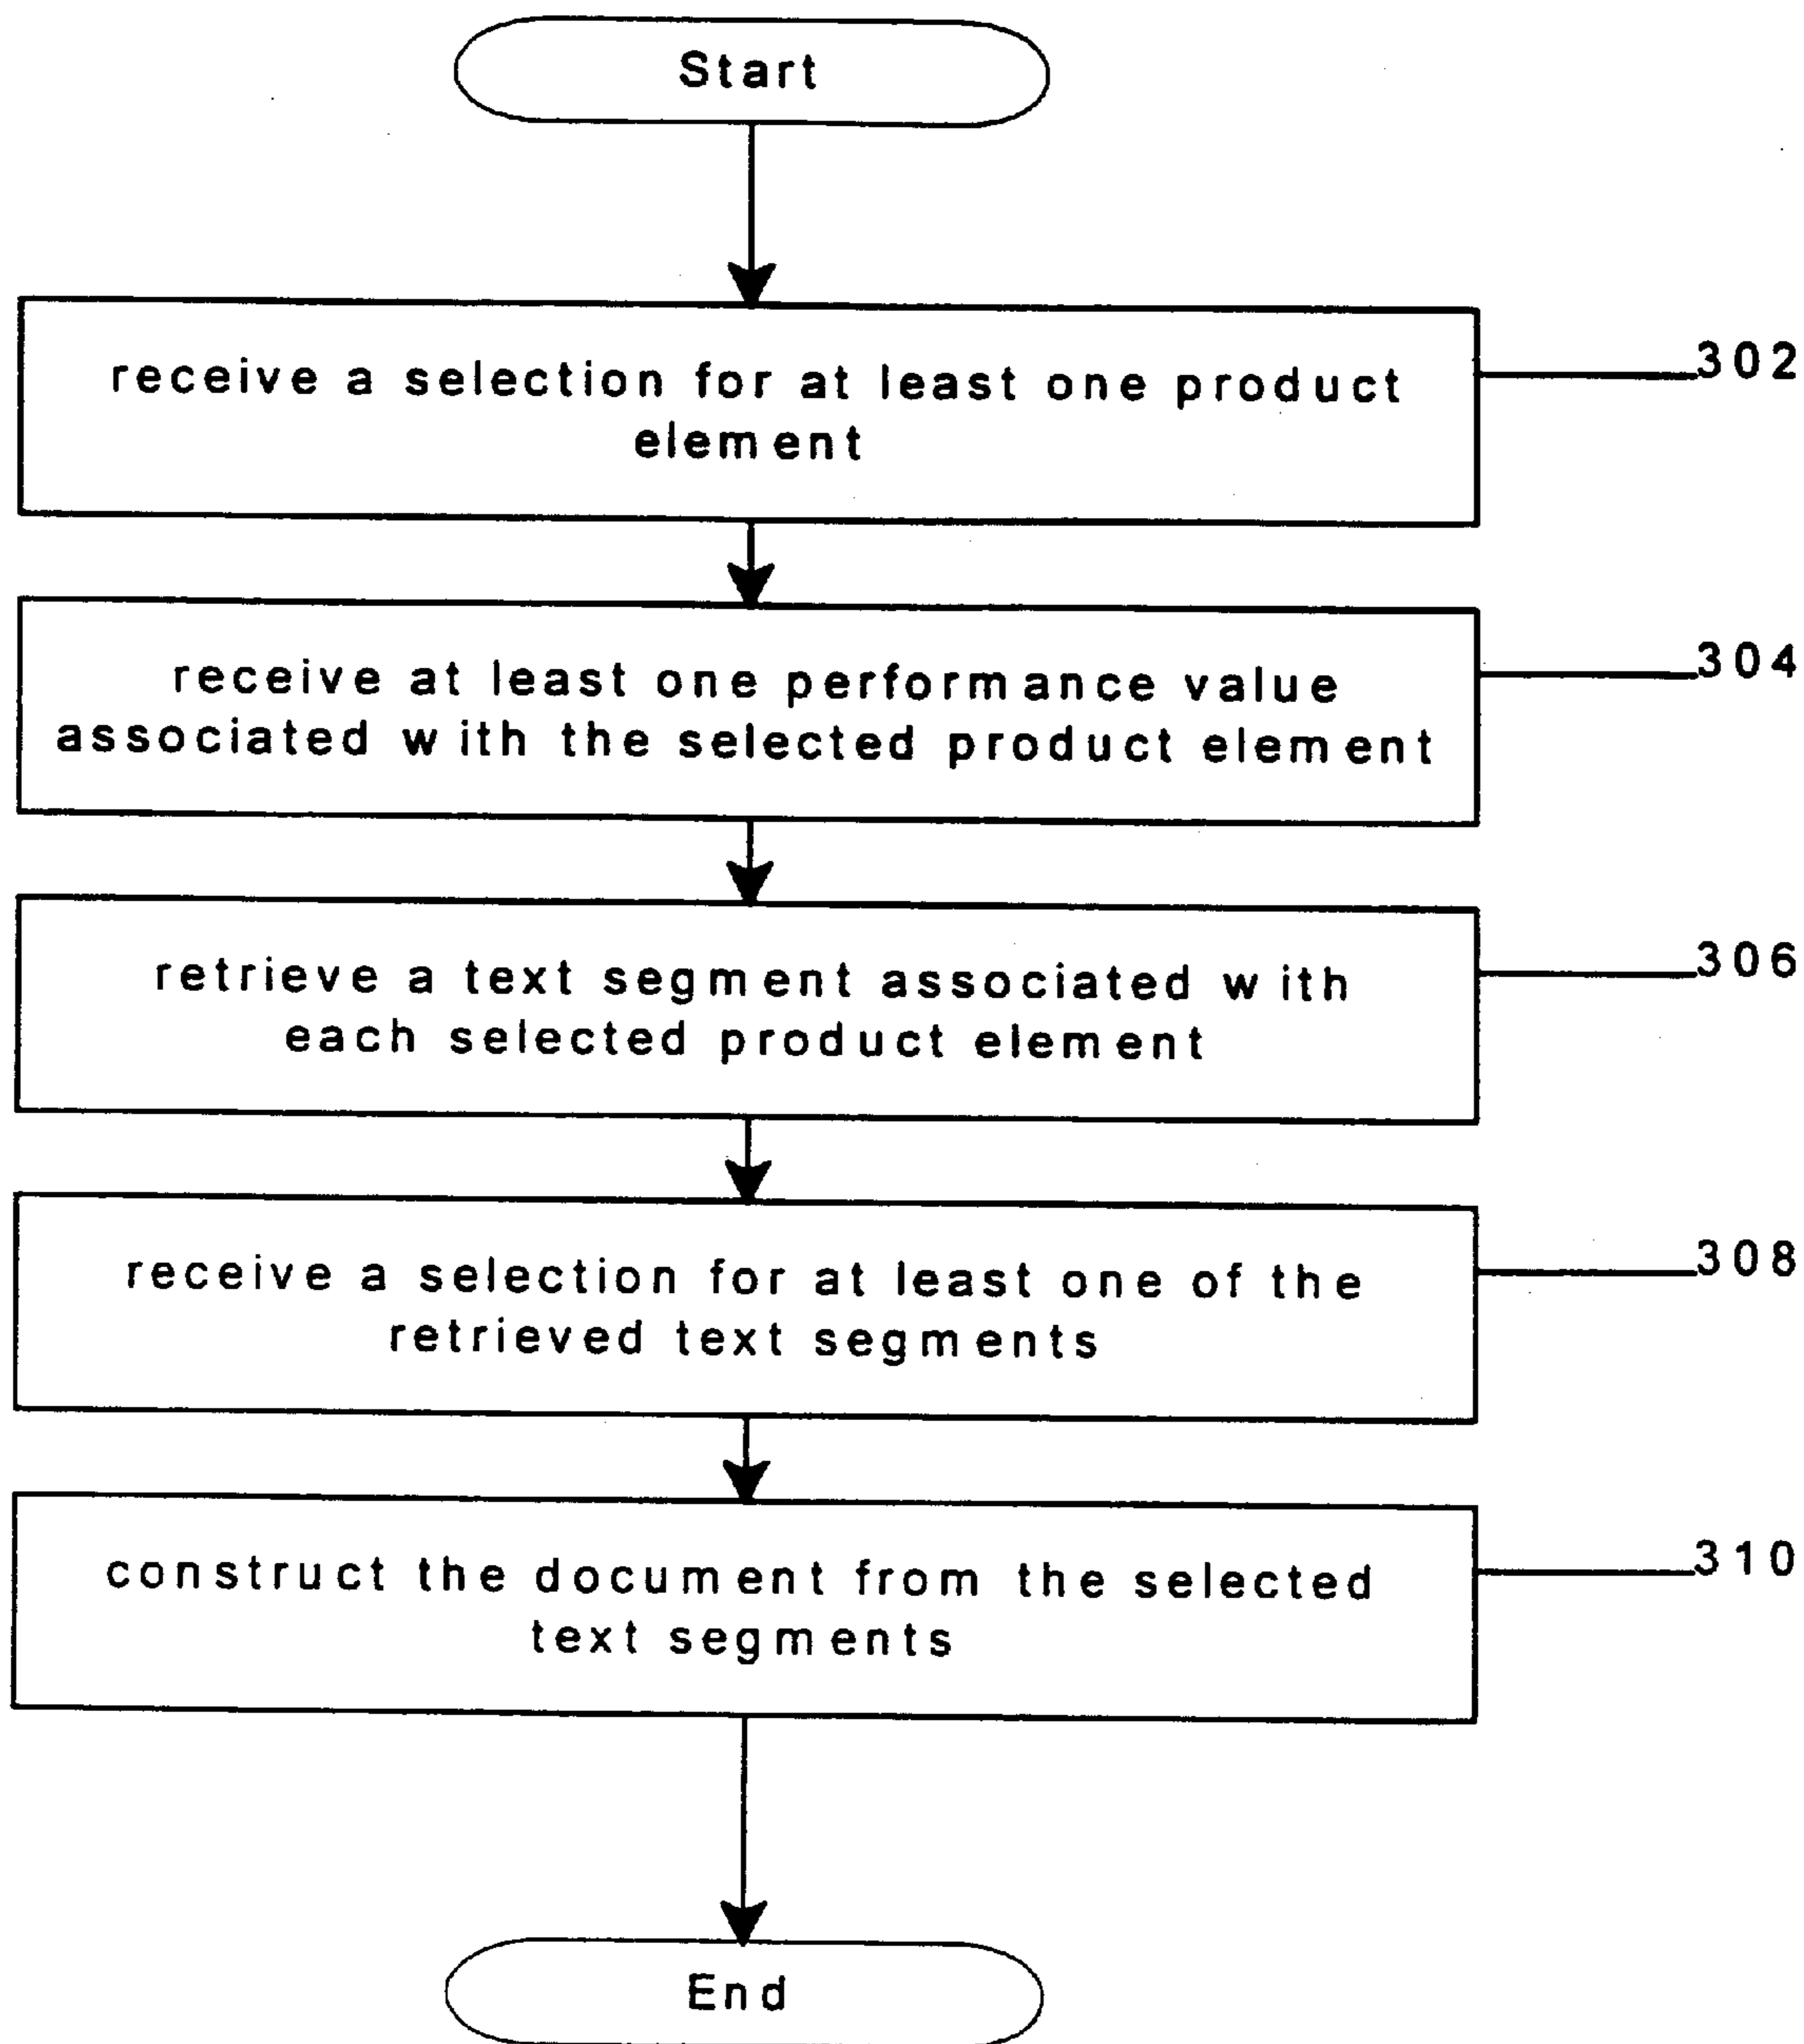 Start
receive a selection for at least one product
element
302
receive at least one performance value
associated with the selected product element
304
retrieve a text segment associated with
each selected product element
306
receive a selection for at least one of the
retrieved text segments
308
construct the document from the selected
text segments
310
End